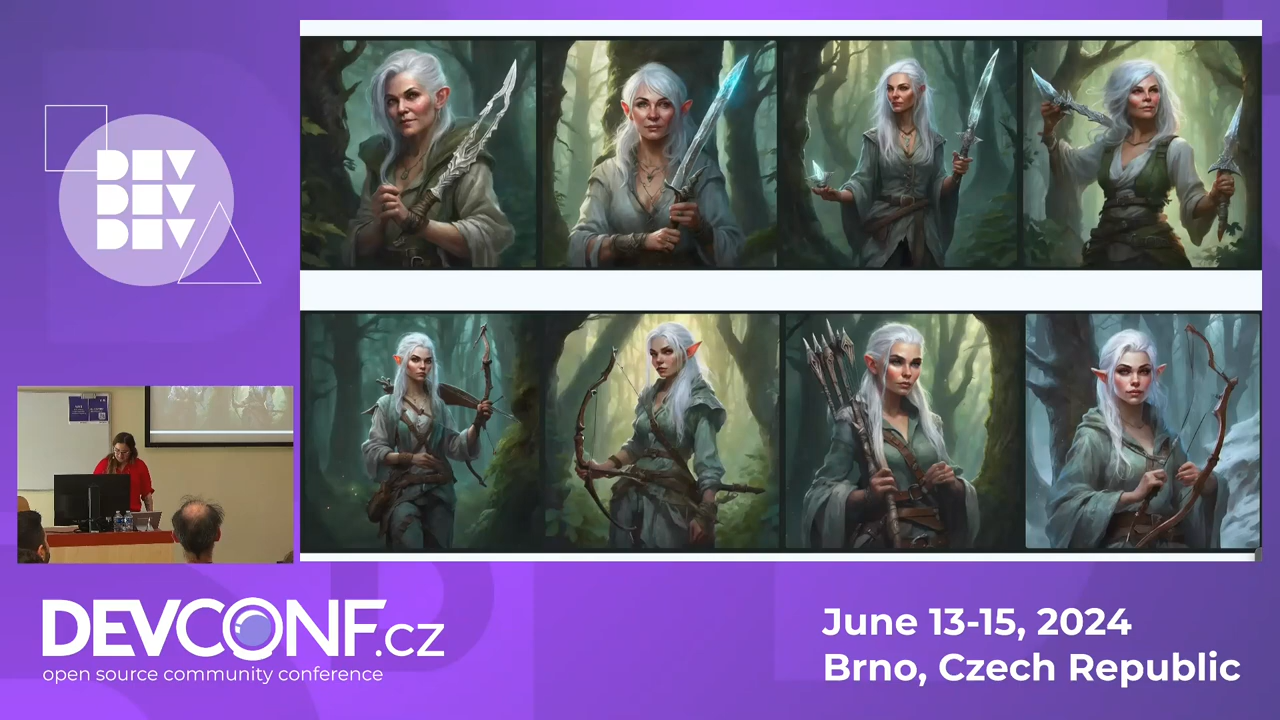 DEV
DEV
DEV
DEVCONF.CZ
open source community conference
June 13-15, 2024
Brno, Czech Republic